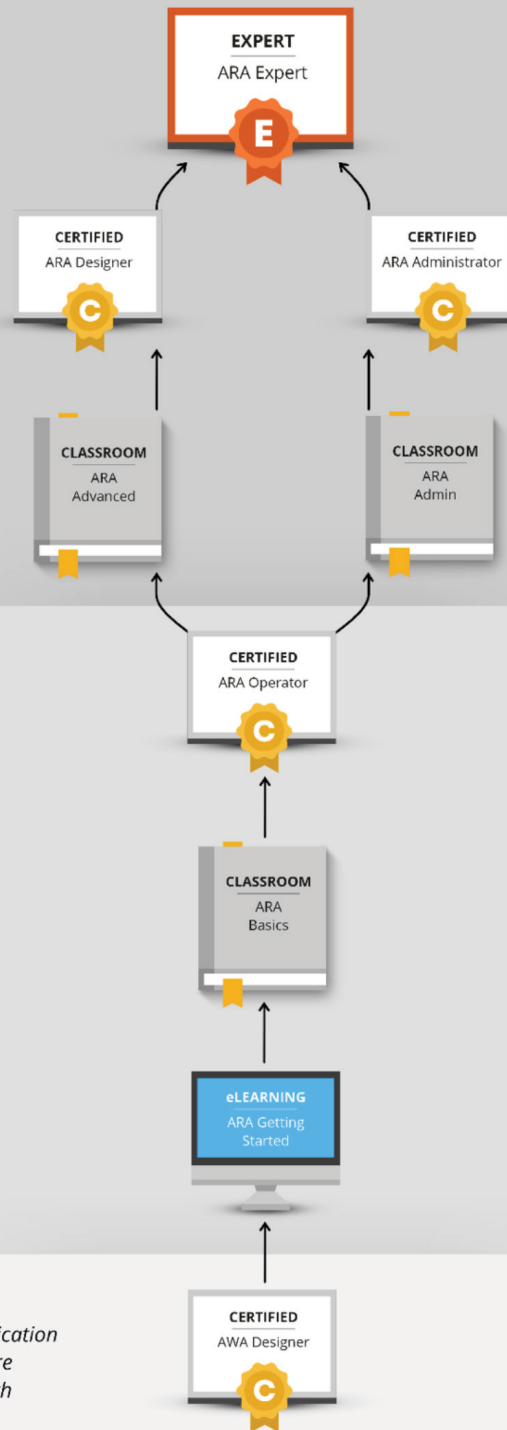 EXPERT
ARA Expert
E
CERTIFIED
ARA Designer
C
CERTIFIED
ARA Administrator
C
CLASSROOM
ARA
Advanced
CLASSROOM
ARA
Admin
CERTIFIED
ARA Operator
C
CLASSROOM
ARA
Basics
eLEARNING
ARA Getting
Started
CERTIFIED
AWA Designer
C